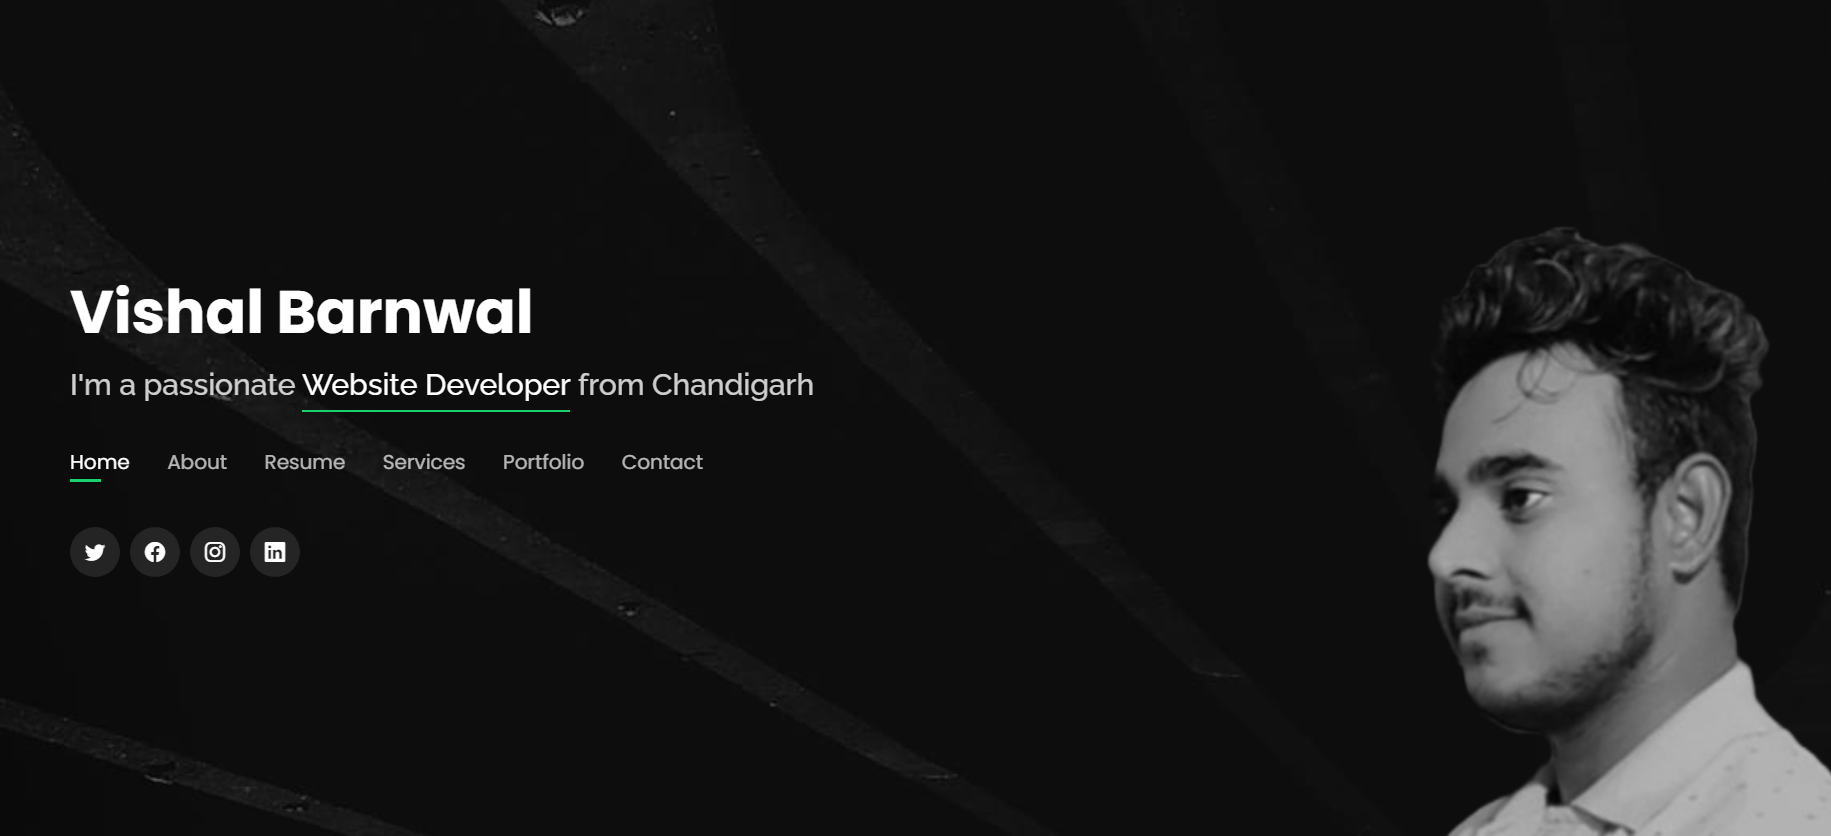 Vishal Barnwal
I'm a passionate Website Developer from Chandigarh
Home About Resume Services Portfolio Contact